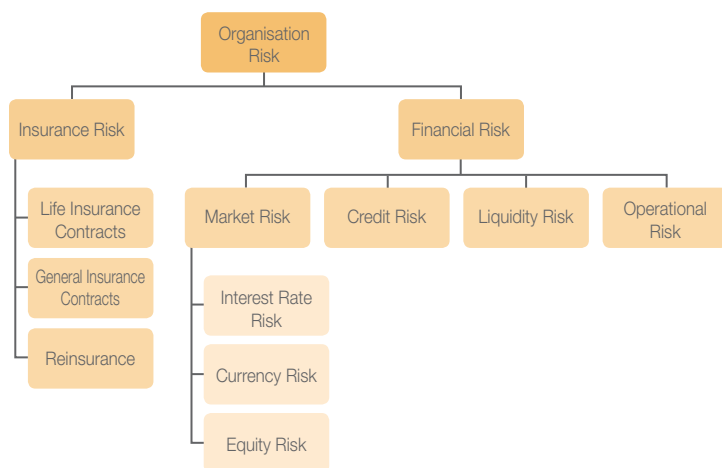 Organisation
Risk
Insurance Risk
Financial Risk
Life Insurance
Contracts
General Insurance
Contracts
Reinsurance
Market Risk
Credit Risk
Liquidity Risk
Operational
Risk
Interest Rate
Risk
Currency Risk
Equity Risk